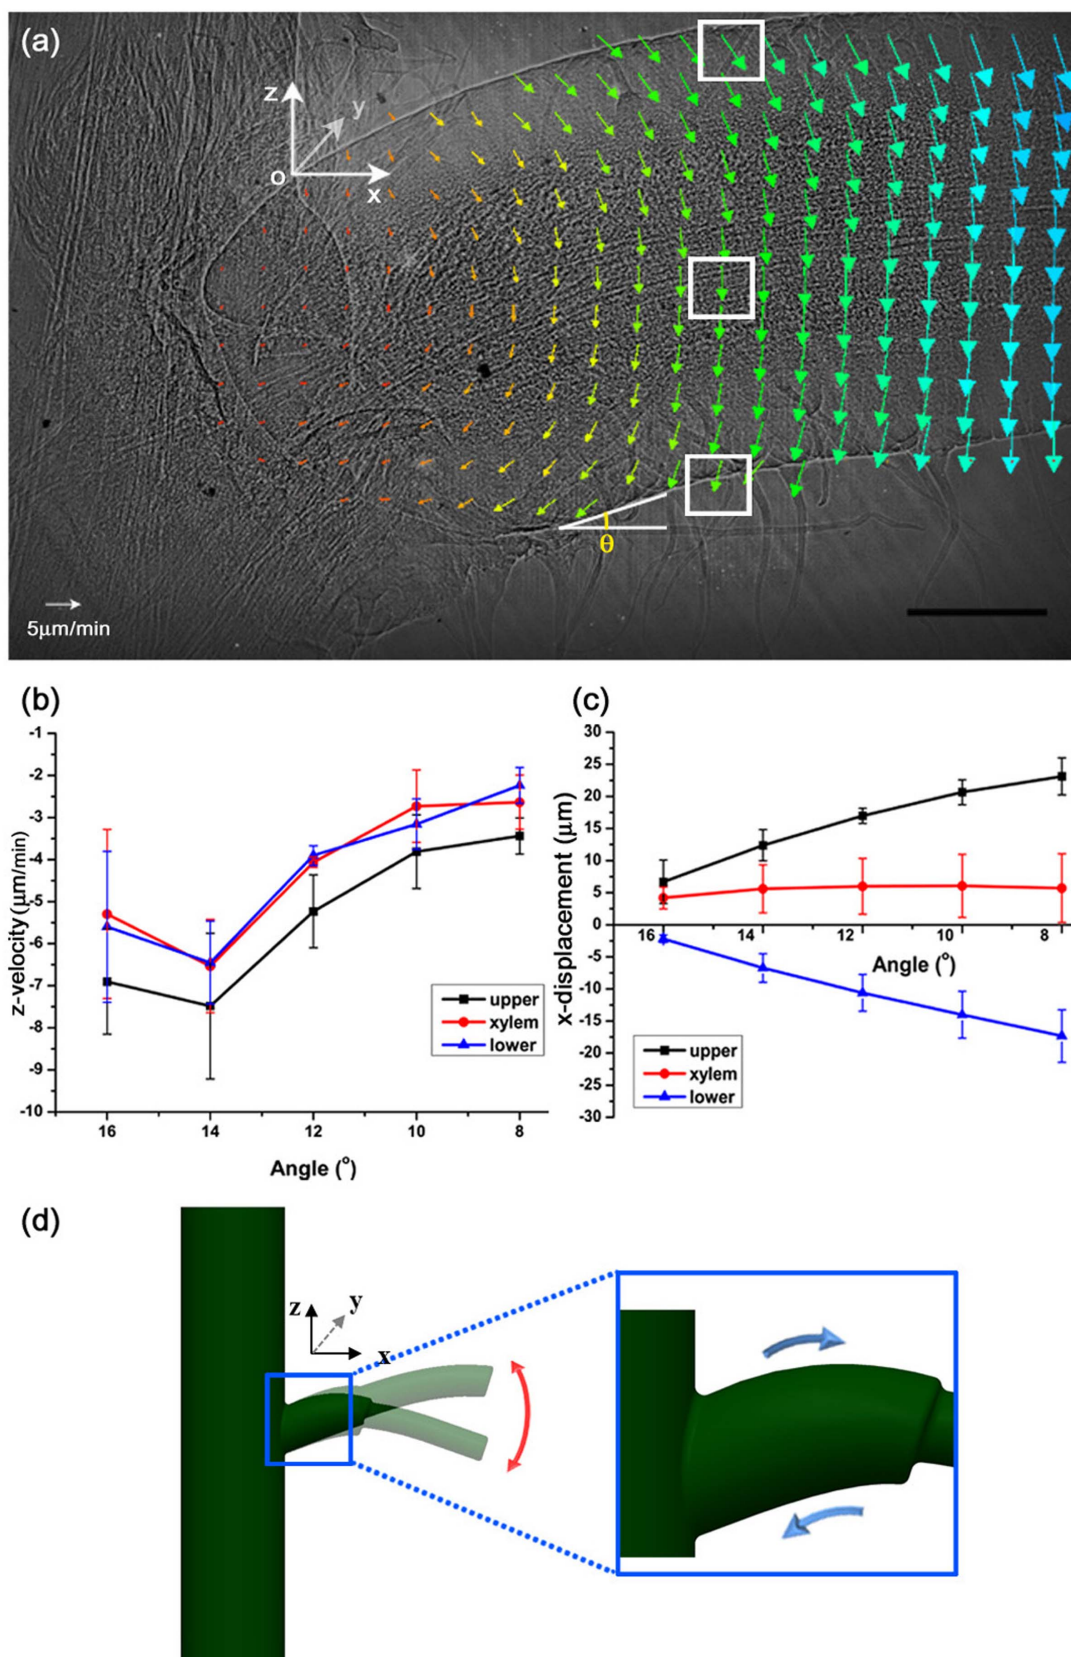 (a)
z
y
o
x
θ
5μm/min
(b)
z-velocity (μm/min)
-1
-2
-3
-4
-5
-6
-7
-8
-9
-10
upper
xylem
lower
16 14 12 10 8
Angle (°)
(c)
x-displacement (μm)
30
25
20
15
10
5
0
-5
-10
-15
-20
-25
-30
16 14 12 10 8
Angle (°)
upper
xylem
lower
(d)
z
y
x